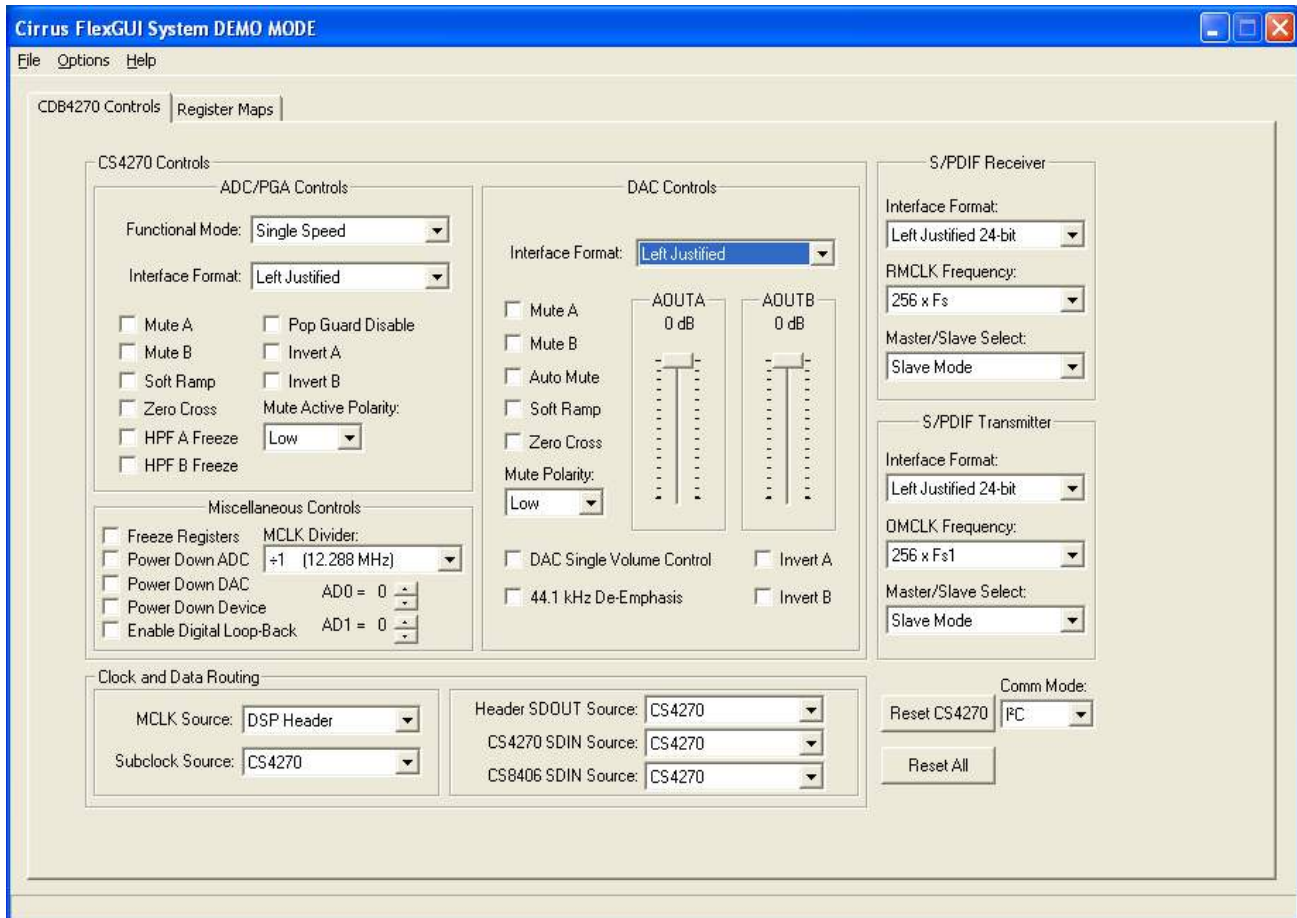 Cirrus FlexGUI System DEMO MODE
File Options Help
CDB4270 Controls Register Maps
CS4270 Controls
ADC/PGA Controls
Functional Mode: Single Speed
Interface Format: Left Justified
Mute A Pop Guard Disable
Mute B Invert A
Soft Ramp Invert B
Zero Cross Mute Active Polarity:
HPF A Freeze Low
HPF B Freeze
Miscellaneous Controls
Freeze Registers MCLK Divider:
Power Down ADC ÷1 (12.288 MHz)
Power Down DAC AD0 = 0
Power Down Device
Enable Digital Loop-Back AD1 = 0
DAC Controls
Interface Format: Left Justified
Mute A
Mute B
Auto Mute
Soft Ramp
Zero Cross
Mute Polarity:
Low
AOUTA
0 dB
AOUTB
0 dB
DAC Single Volume Control Invert A
44.1 kHz De-Emphasis Invert B
S/PDIF Receiver
Interface Format:
Left Justified 24-bit
RMCLK Frequency:
256 x Fs
Master/Slave Select:
Slave Mode
S/PDIF Transmitter
Interface Format:
Left Justified 24-bit
OMCLK Frequency:
256 x Fs1
Master/Slave Select:
Slave Mode
Clock and Data Routing
MCLK Source: DSP Header
Subclock Source: CS4270
Header SDOUT Source: CS4270
CS4270 SDIN Source: CS4270
CS8406 SDIN Source: CS4270
Comm Mode:
Reset CS4270 I²C
Reset All